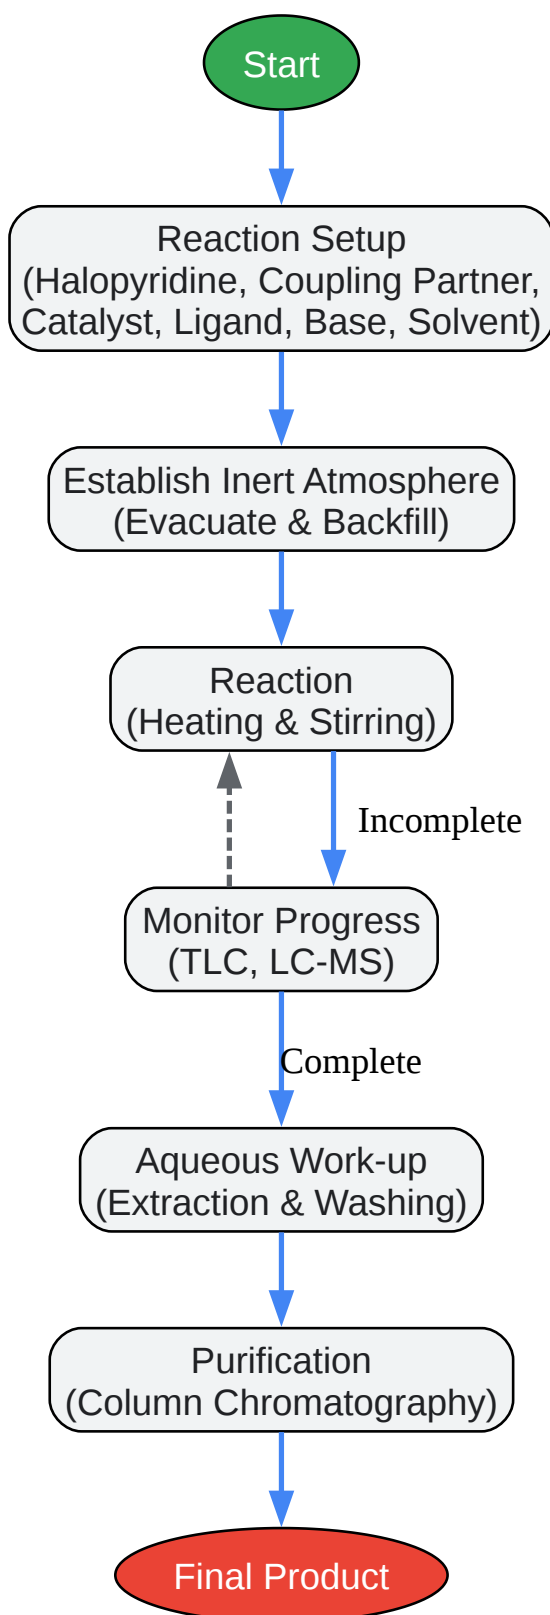 Start
Reaction Setup
(Halopyridine, Coupling Partner,
Catalyst, Ligand, Base, Solvent)
Establish Inert Atmosphere
(Evacuate & Backfill)
Reaction
(Heating & Stirring)
Incomplete
Monitor Progress
(TLC, LC-MS)
Complete
Aqueous Work-up
(Extraction & Washing)
Purification
(Column Chromatography)
Final Product